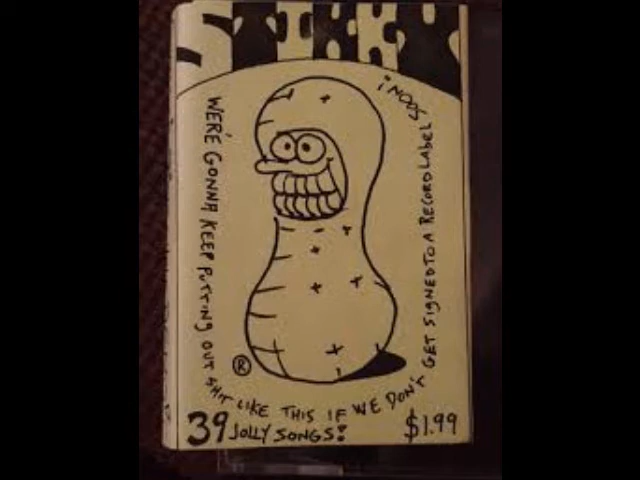 STIKKY
WE'RE GONNA KEEP PUTTING OUT SHIT LIKE THIS IF WE DON'T GET SIGNED TO A RECORD LABEL SOON!
®
39 JOLLY SONGS!
$1.99